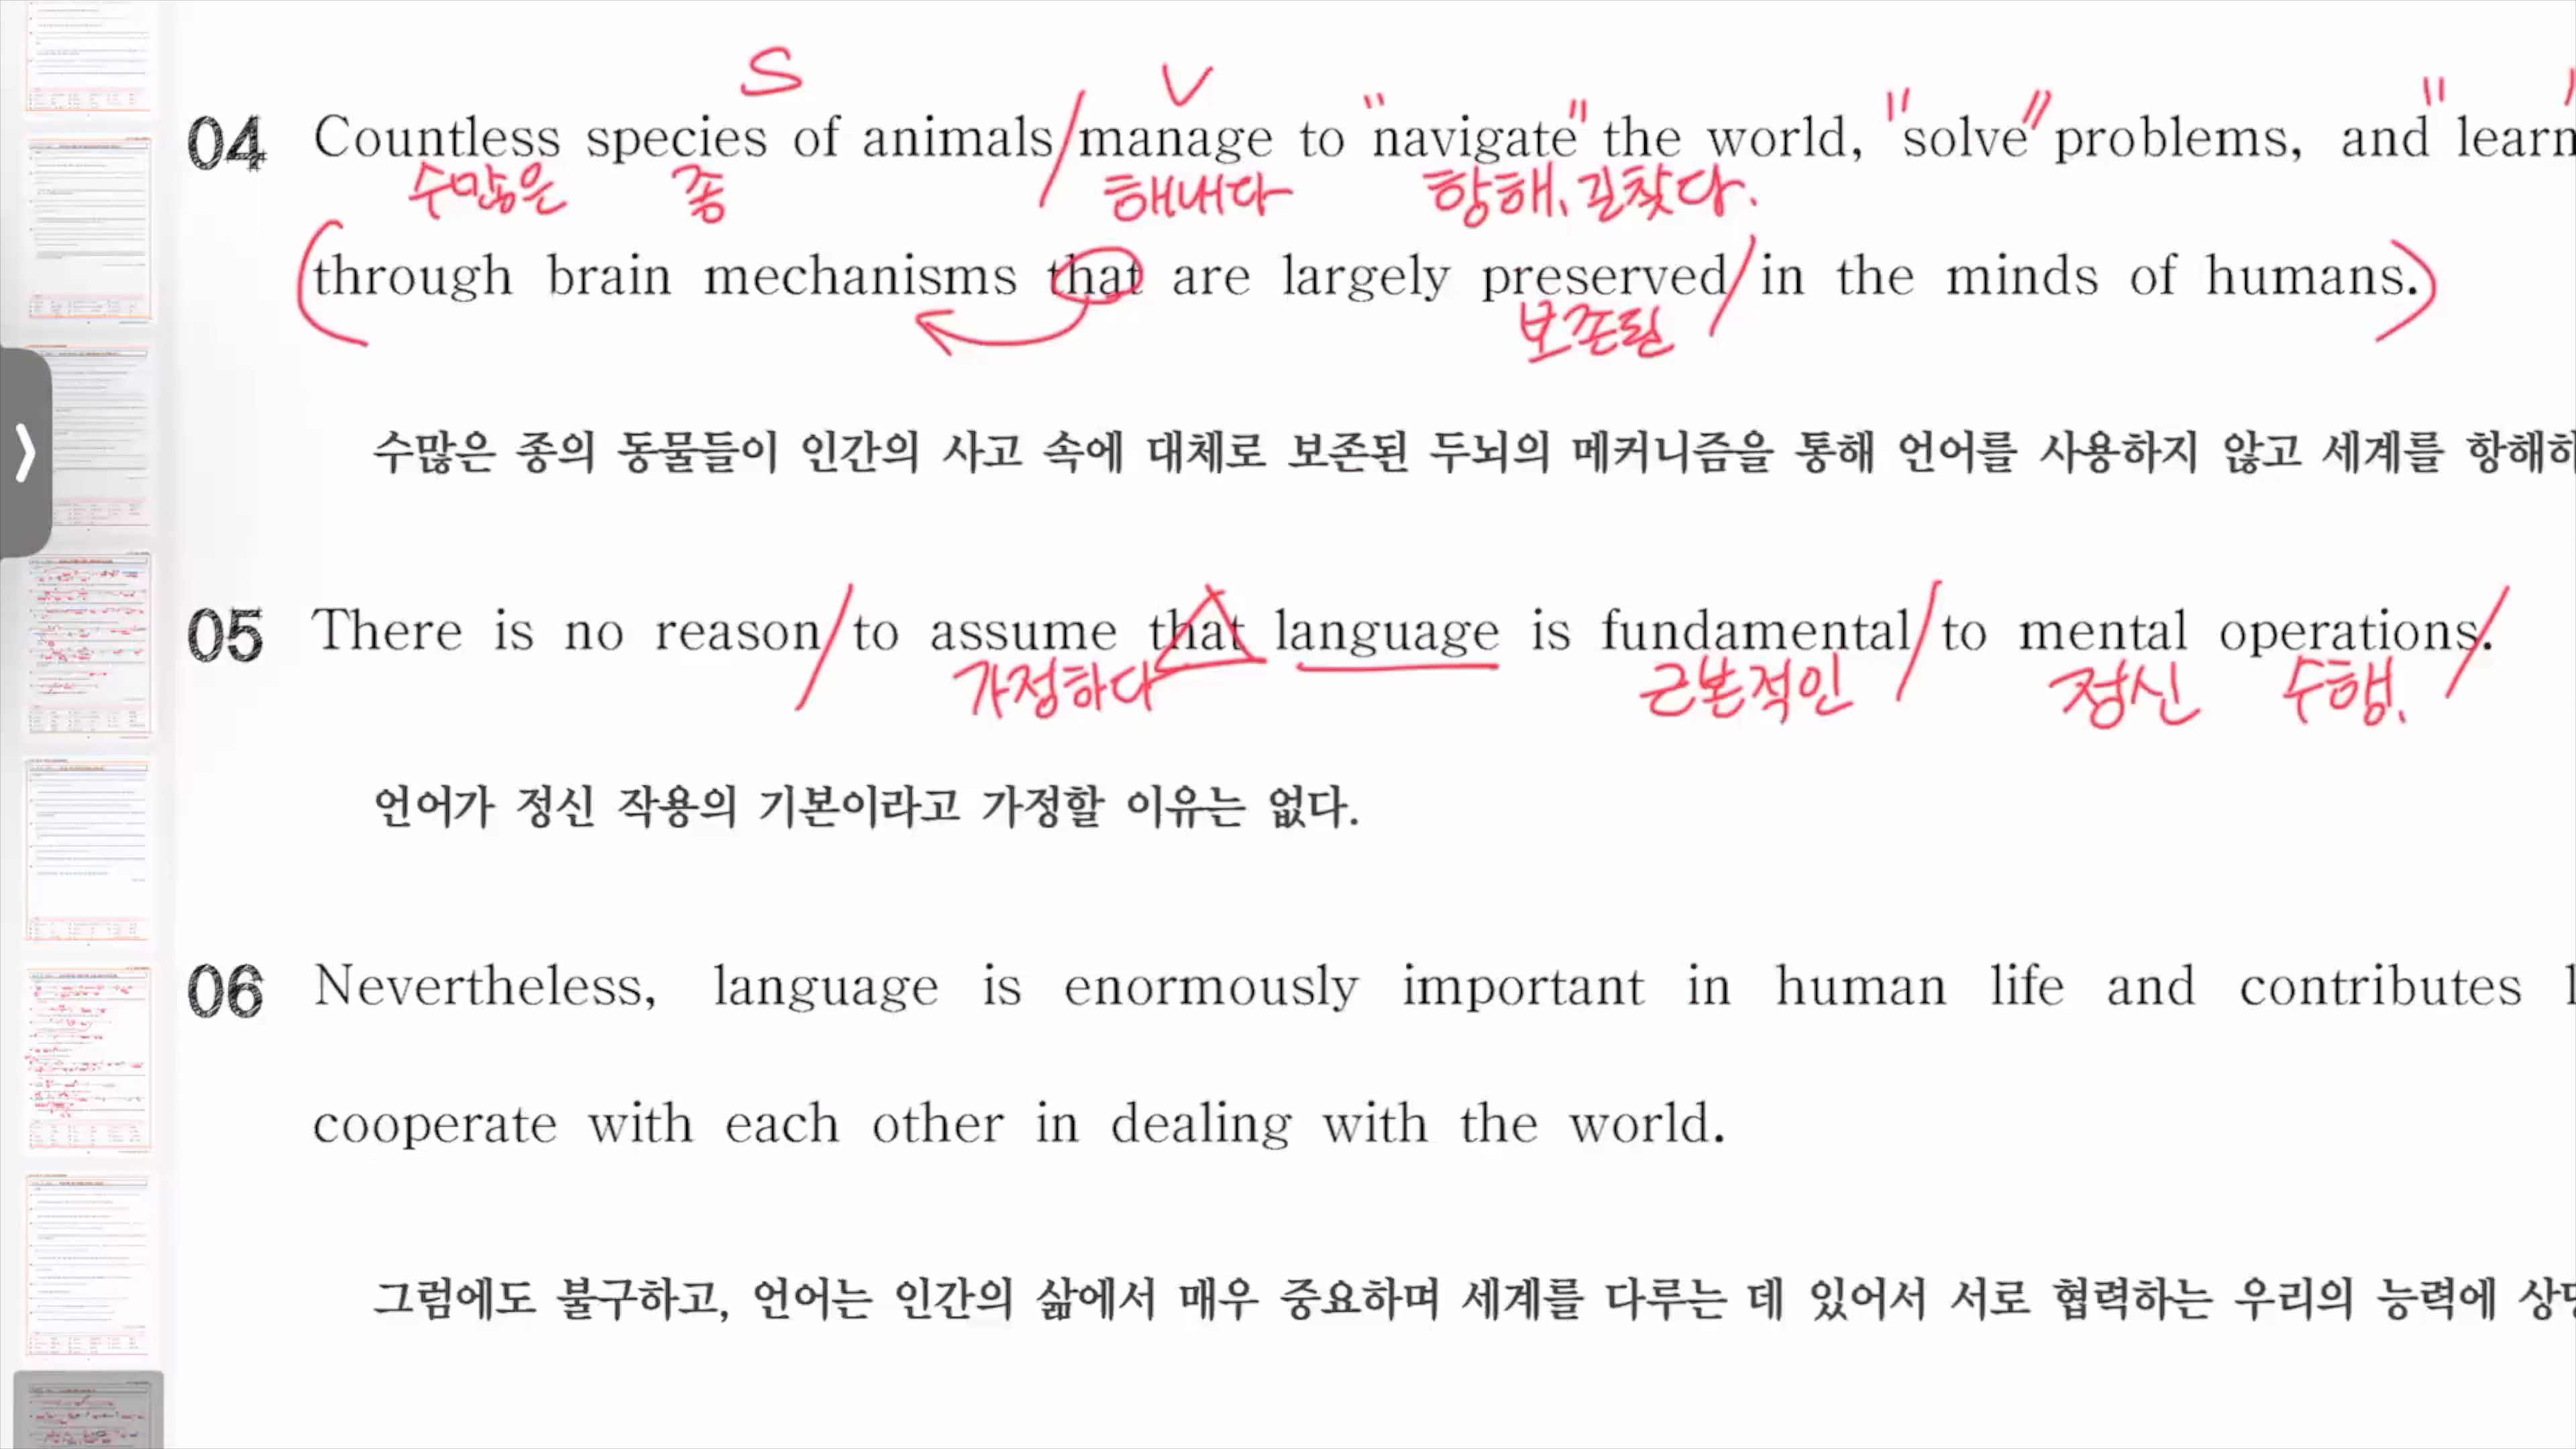 S V
04 Countless species of animals/manage to "navigate" the world, "solve" problems, and "learn
수많은 종 해내다 항해, 길찾다.
(through brain mechanisms that are largely preserved/in the minds of humans.)
보존된
수많은 종의 동물들이 인간의 사고 속에 대체로 보존된 두뇌의 메커니즘을 통해 언어를 사용하지 않고 세계를 항해하
05 There is no reason/to assume that language is fundamental/to mental operations./
가정하다 근본적인 정신 수행.
언어가 정신 작용의 기본이라고 가정할 이유는 없다.
06 Nevertheless, language is enormously important in human life and contributes
cooperate with each other in dealing with the world.
그럼에도 불구하고, 언어는 인간의 삶에서 매우 중요하며 세계를 다루는 데 있어서 서로 협력하는 우리의 능력에